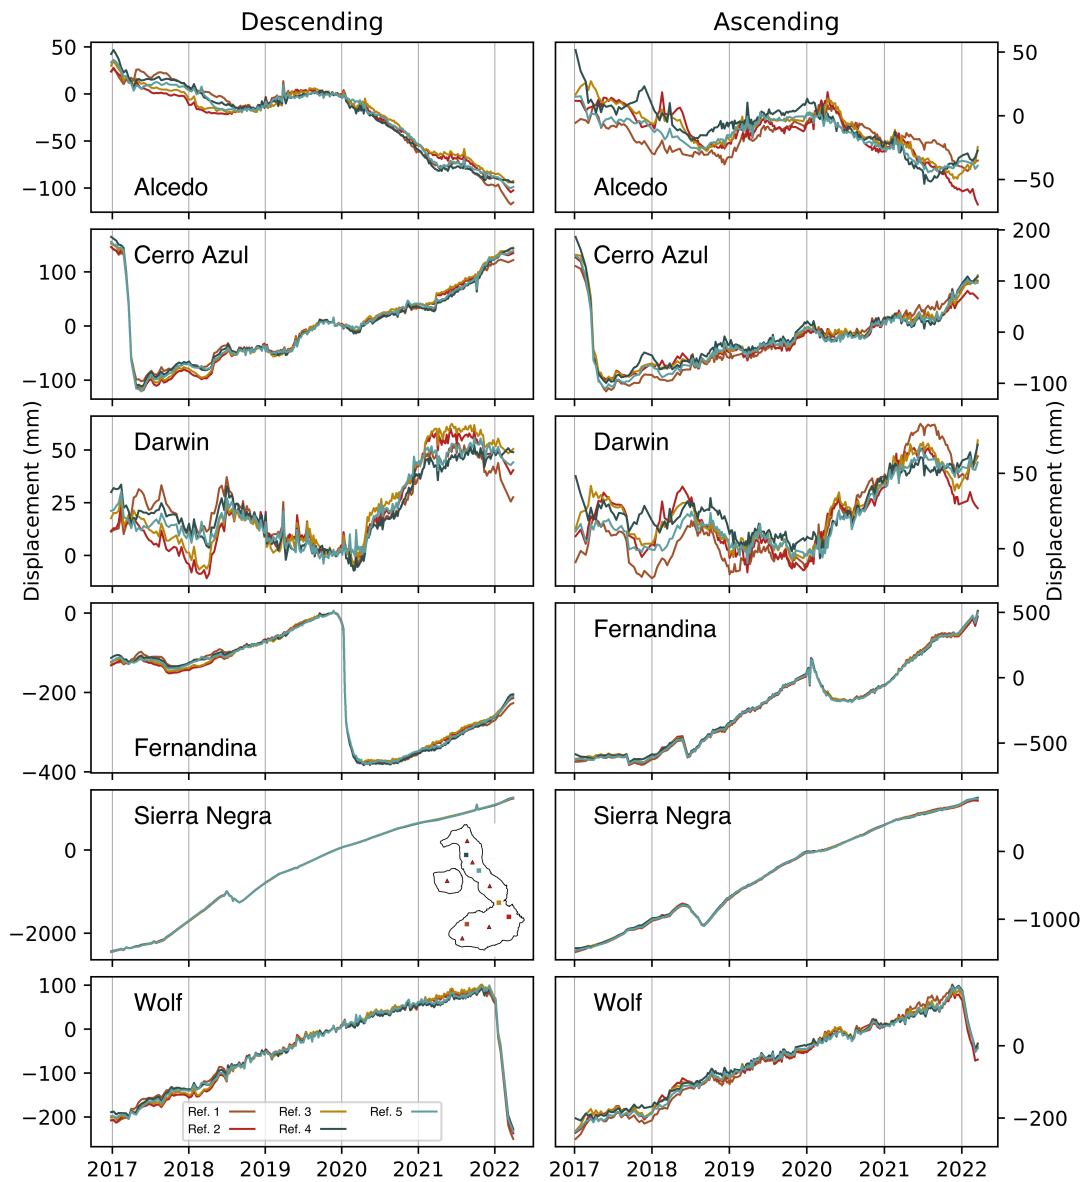 Descending
Ascending
50
0
−50
−100
Alcedo
50
0
−50
Alcedo
100
0
−100
Cerro Azul
200
100
0
−100
Cerro Azul
50
25
0
Darwin
50
0
Darwin
Displacement (mm)
Displacement (mm)
0
−200
−400
Fernandina
500
0
−500
Fernandina
0
−2000
Sierra Negra
0
−1000
Sierra Negra
100
0
−100
−200
Wolf
Ref. 1
Ref. 3
Ref. 5
Ref. 2
Ref. 4
0
−200
Wolf
2017 2018 2019 2020 2021 2022
2017 2018 2019 2020 2021 2022